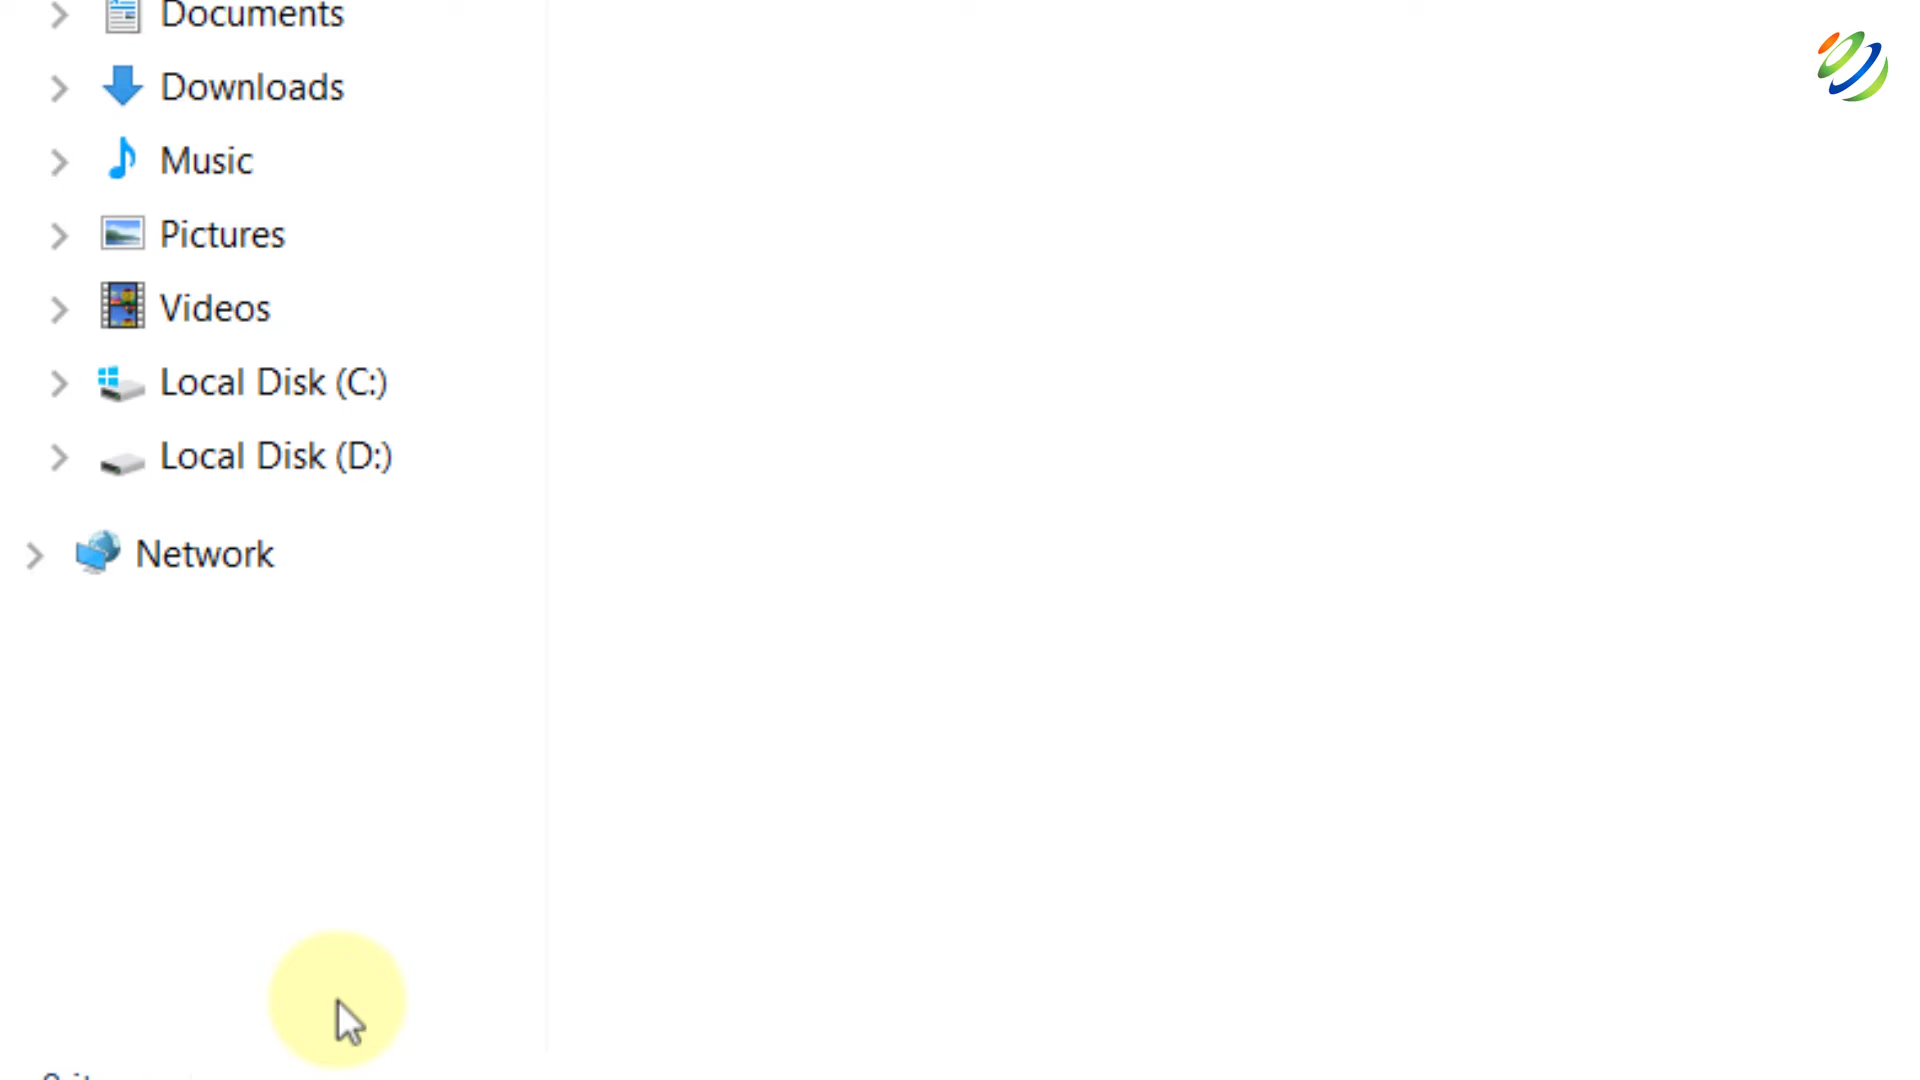 Documents
Downloads
Music
Pictures
Videos
Local Disk (C:)
Local Disk (D:)
Network